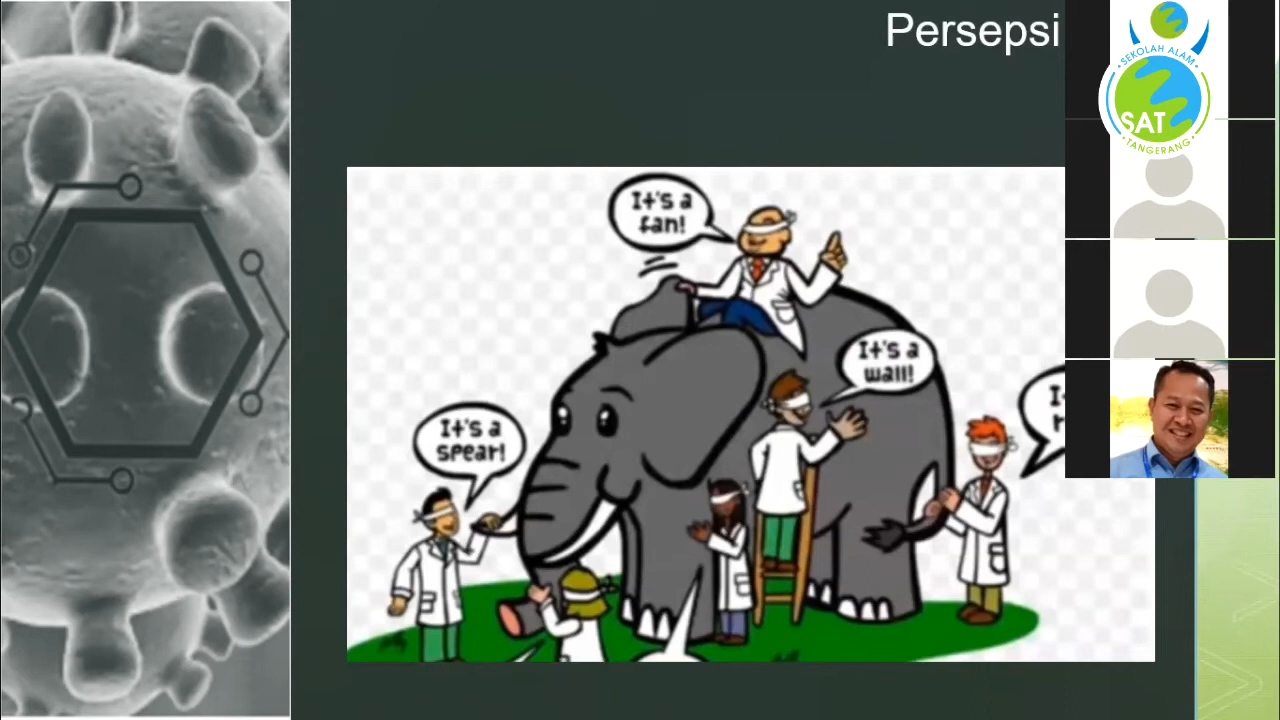 Persepsi
SEKOLAH ALAM
SAT
TANGERANG
It's a
fan!
It's a
wall!
It's a
spear!